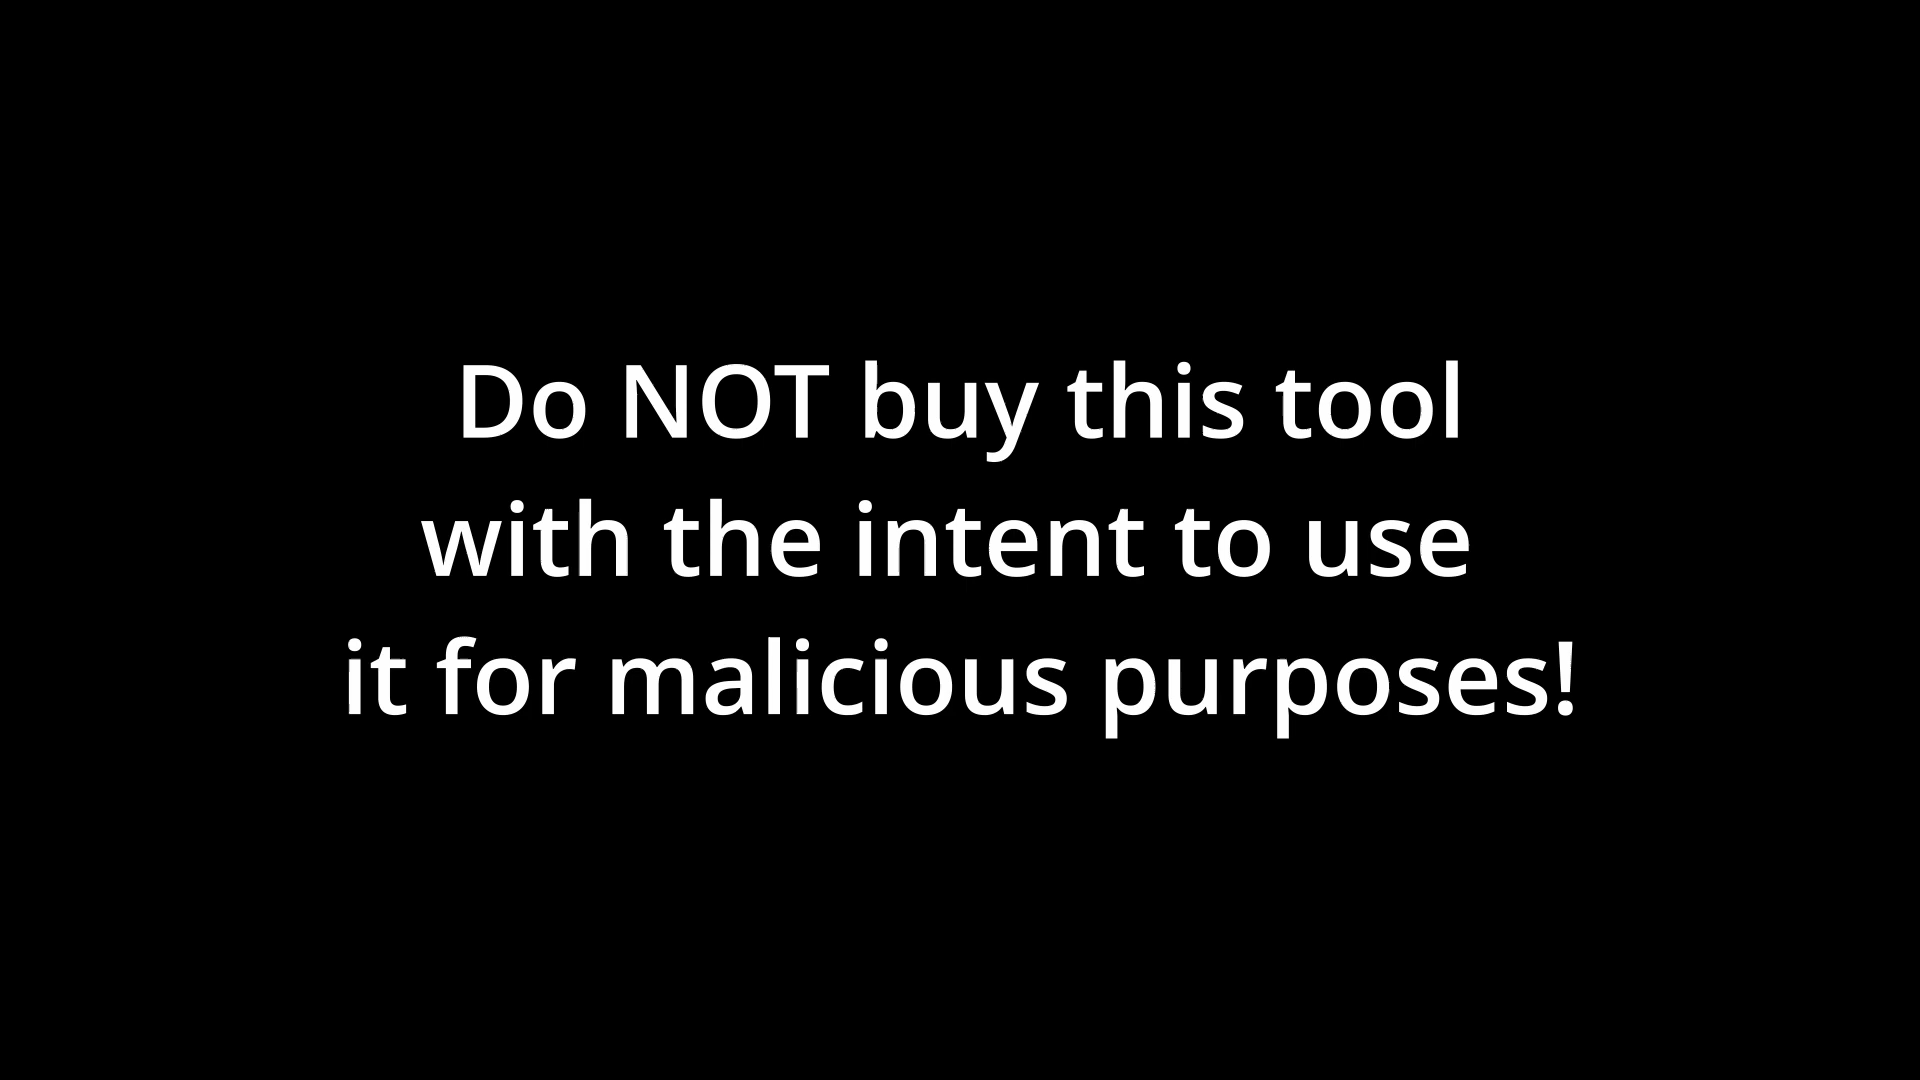 Do NOT buy this tool
with the intent to use
it for malicious purposes!